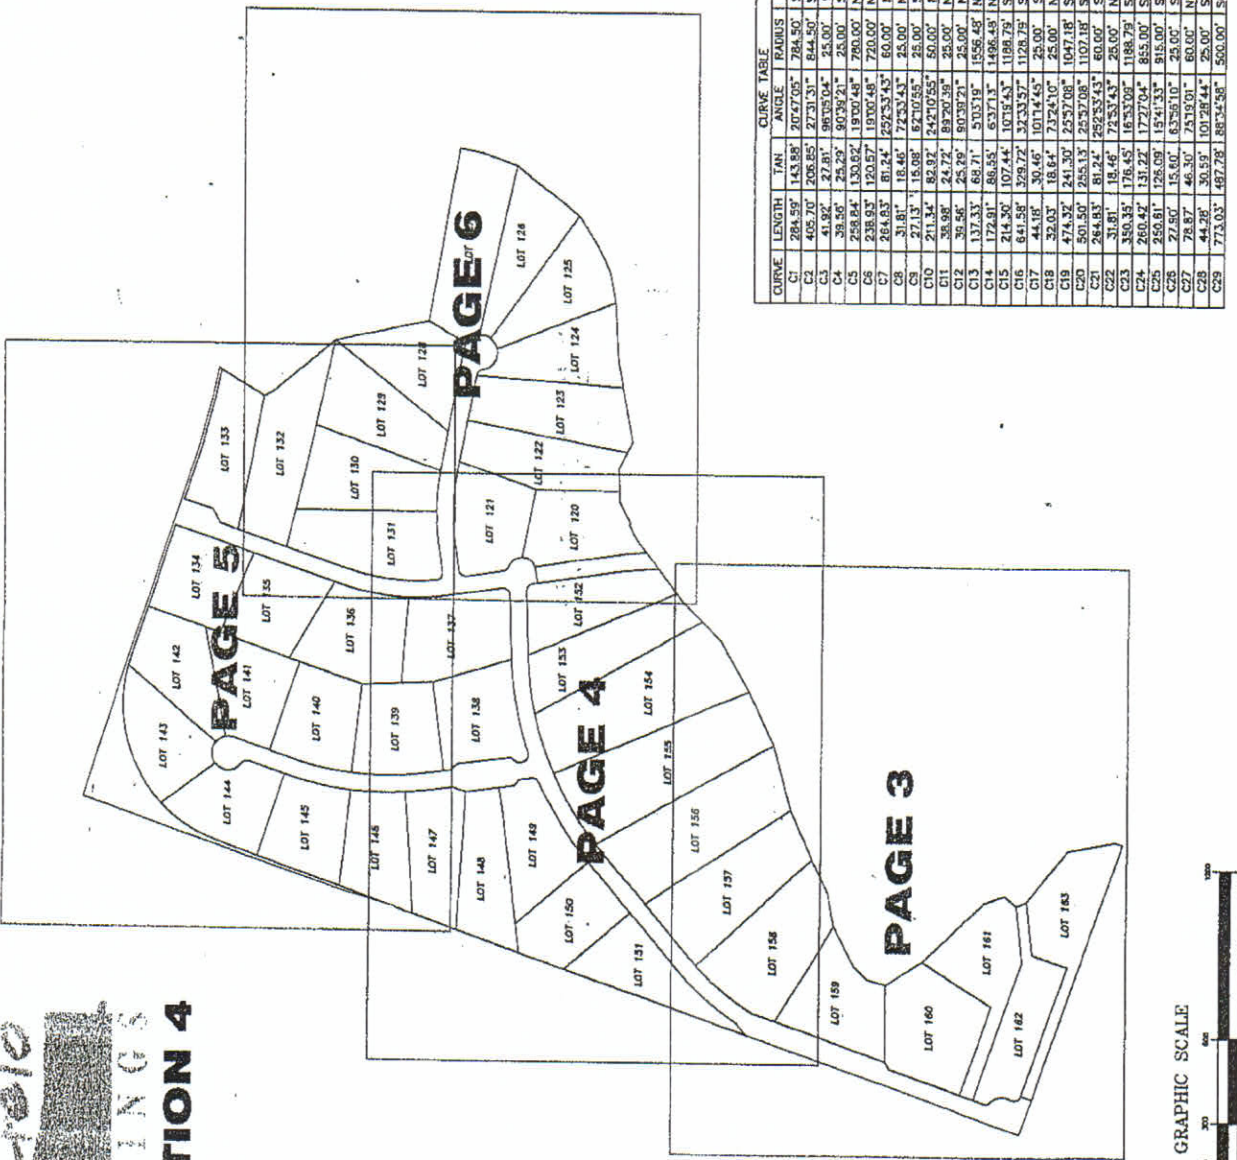 INGS
TION 4
PAGE 5
PAGE 6
PAGE 4
PAGE 3
LOT 133
LOT 132
LOT 134
LOT 135
LOT 142
LOT 141
LOT 143
LOT 144
LOT 140
LOT 136
LOT 130
LOT 129
LOT 128
LOT 131
LOT 126
LOT 125
LOT 124
LOT 123
LOT 122
LOT 121
LOT 120
LOT 137
LOT 138
LOT 139
LOT 145
LOT 146
LOT 147
LOT 148
LOT 149
LOT 150
LOT 151
LOT 152
LOT 153
LOT 154
LOT 155
LOT 156
LOT 157
LOT 158
LOT 159
LOT 160
LOT 161
LOT 162
LOT 163
GRAPHIC SCALE
300 600 1200
CURVE TABLE
CURVE LENGTH TAN ANGLE RADIUS
C1 284.59' 143.88' 20°47'05" 784.50'
C2 405.70' 206.85' 27°31'31" 844.50'
C3 41.92' 27.81' 96°05'04" 25.00'
C4 39.56' 25.29' 90°39'21" 25.00'
C5 258.84' 130.62' 19°00'48" 780.00'
C6 238.93' 120.57' 19°00'48" 720.00'
C7 264.83' 81.24' 252°53'43" 60.00'
C8 31.81' 18.46' 72°53'43" 25.00'
C9 27.13' 15.08' 62°10'55" 25.00'
C10 211.34' 82.92' 242°10'55" 50.00'
C11 38.98' 24.72' 89°20'39" 25.00'
C12 39.56' 25.29' 90°39'21" 25.00'
C13 137.33' 68.71' 5°03'19" 1556.48'
C14 172.91' 86.55' 6°37'13" 1496.48'
C15 214.30' 107.44' 10°19'43" 1188.79'
C16 641.58' 329.72' 32°33'57" 1128.79'
C17 44.18' 30.46' 101°14'45" 25.00'
C18 32.03' 18.64' 73°24'10" 25.00'
C19 474.32' 241.30' 25°57'08" 1047.18'
C20 501.50' 255.13' 25°57'08" 1107.18'
C21 264.83' 81.24' 252°53'43" 60.00'
C22 31.81' 18.46' 72°53'43" 25.00'
C23 350.35' 176.45' 16°53'09" 1188.79'
C24 260.42' 131.22' 17°27'04" 855.00'
C25 250.61' 126.09' 15°41'33" 915.00'
C26 27.90' 15.60' 63°56'10" 25.00'
C27 78.87' 46.30' 75°19'01" 60.00'
C28 44.28' 30.59' 101°28'44" 25.00'
C29 773.03' 487.78' 88°34'58" 500.00'